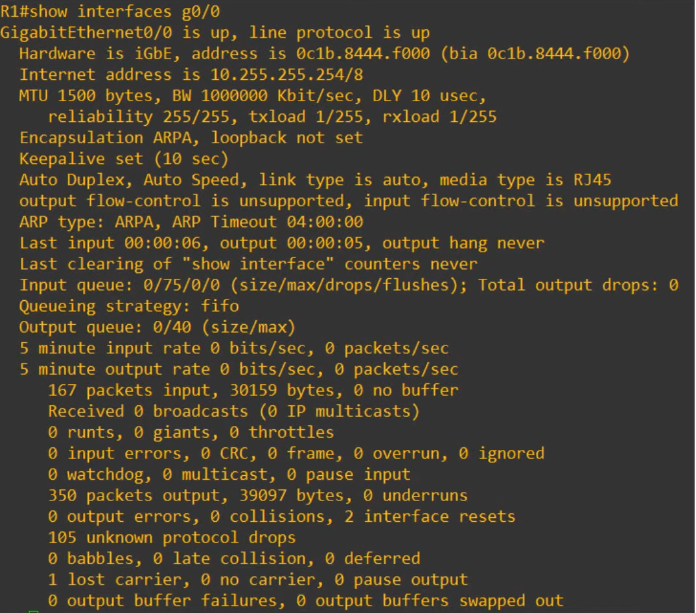 R1#show interfaces g0/0
GigabitEthernet0/0 is up, line protocol is up
Hardware is iGbE, address is 0c1b.8444.f000 (bia 0c1b.8444.f000)
Internet address is 10.255.255.254/8
MTU 1500 bytes, BW 1000000 Kbit/sec, DLY 10 usec,
reliability 255/255, txload 1/255, rxload 1/255
Encapsulation ARPA, loopback not set
Keepalive set (10 sec)
Auto Duplex, Auto Speed, link type is auto, media type is RJ45
output flow-control is unsupported, input flow-control is unsupported
ARP type: ARPA, ARP Timeout 04:00:00
Last input 00:00:06, output 00:00:05, output hang never
Last clearing of "show interface" counters never
Input queue: 0/75/0/0 (size/max/drops/flushes); Total output drops: 0
Queueing strategy: fifo
Output queue: 0/40 (size/max)
5 minute input rate 0 bits/sec, 0 packets/sec
5 minute output rate 0 bits/sec, 0 packets/sec
167 packets input, 30159 bytes, 0 no buffer
Received 0 broadcasts (0 IP multicasts)
0 runts, 0 giants, 0 throttles
0 input errors, 0 CRC, 0 frame, 0 overrun, 0 ignored
0 watchdog, 0 multicast, 0 pause input
350 packets output, 39097 bytes, 0 underruns
0 output errors, 0 collisions, 2 interface resets
105 unknown protocol drops
0 babbles, 0 late collision, 0 deferred
1 lost carrier, 0 no carrier, 0 pause output
0 output buffer failures, 0 output buffers swapped out